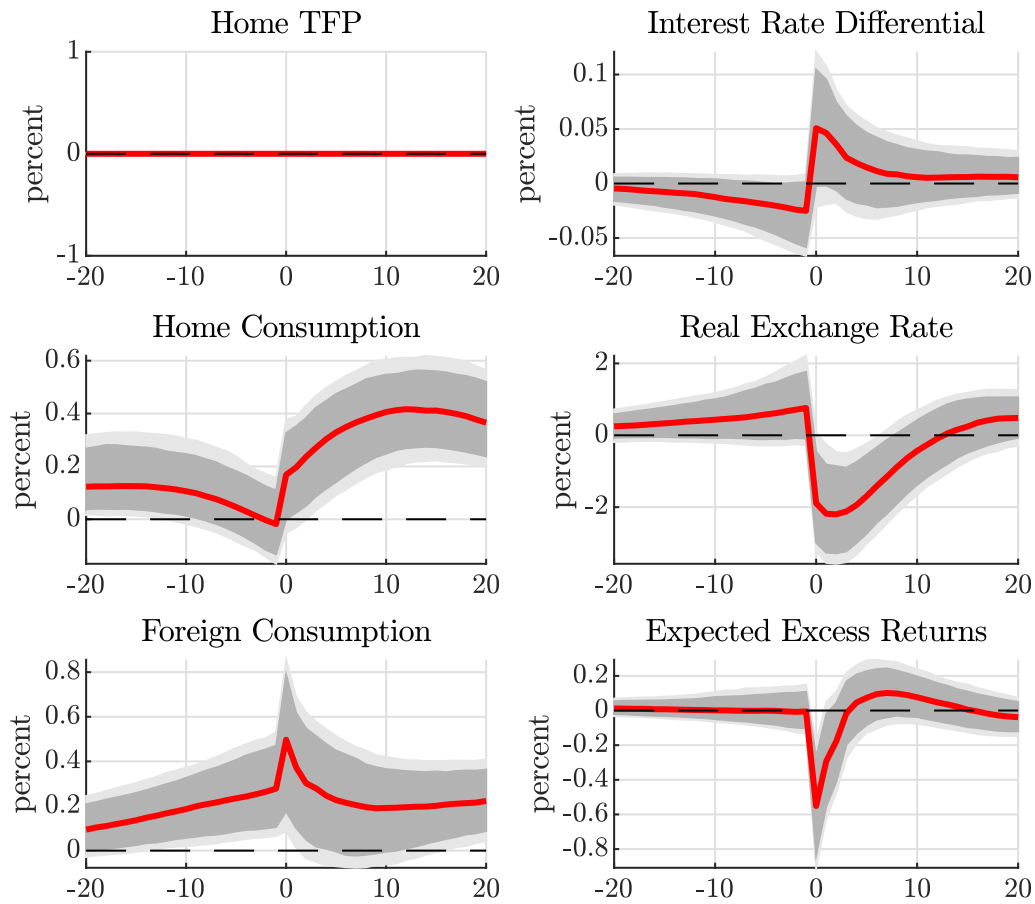 Home TFP
percent
1
0
-1
-20 -10 0 10 20
Interest Rate Differential
percent
0.1
0.05
0
-0.05
-20 -10 0 10 20
Home Consumption
percent
0.6
0.4
0.2
0
-20 -10 0 10 20
Real Exchange Rate
percent
2
0
-2
-20 -10 0 10 20
Foreign Consumption
percent
0.8
0.6
0.4
0.2
0
-20 -10 0 10 20
Expected Excess Returns
percent
0.2
0
-0.2
-0.4
-0.6
-0.8
-20 -10 0 10 20